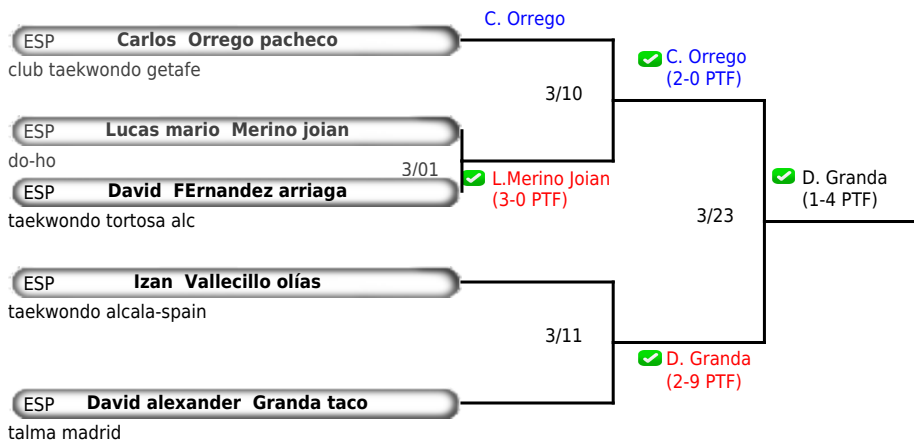 C. Orrego
ESP Carlos Orrego pacheco
club taekwondo getafe
C. Orrego
(2-0 PTF)
3/10
ESP Lucas mario Merino joian
do-ho
3/01
L.Merino Joian
(3-0 PTF)
ESP David FErnandez arriaga
taekwondo tortosa alc
D. Granda
(1-4 PTF)
3/23
ESP Izan Vallecillo olías
taekwondo alcala-spain
3/11
D. Granda
(2-9 PTF)
ESP David alexander Granda taco
talma madrid